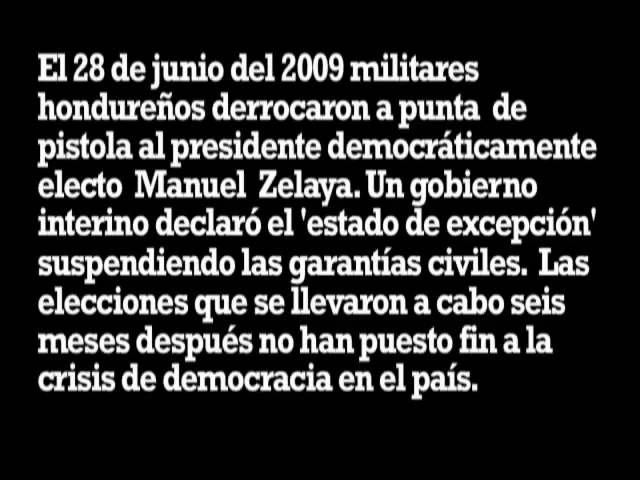 El 28 de junio del 2009 militares
hondureños derrocaron a punta de
pistola al presidente democráticamente
electo Manuel Zelaya. Un gobierno
interino declaró el 'estado de excepción'
suspendiendo las garantías civiles. Las
elecciones que se llevaron a cabo seis
meses después no han puesto fin a la
crisis de democracia en el país.